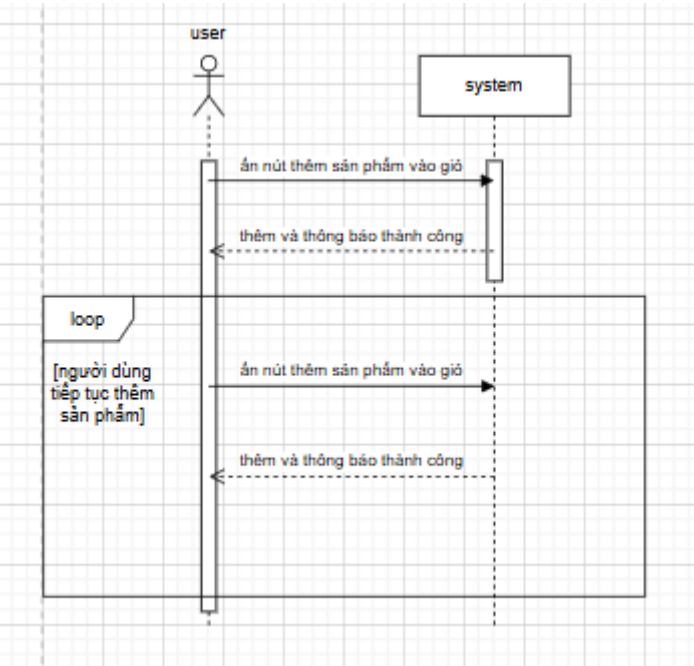 user
system
ấn nút thêm sản phẩm vào giỏ
thêm và thông báo thành công
loop
[người dùng
tiếp tục thêm
sản phẩm]
ấn nút thêm sản phẩm vào giỏ
thêm và thông báo thành công